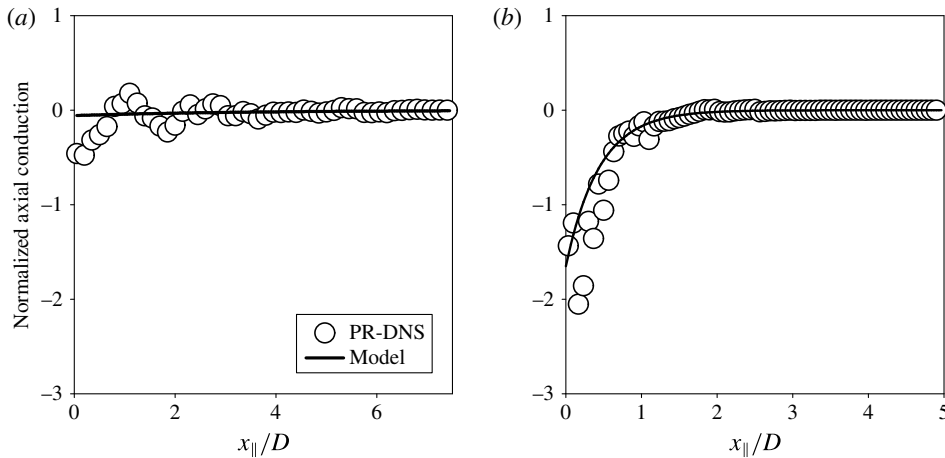 (a)
1
0
−1
−2
−3
Normalized axial conduction
PR-DNS
Model
0 2 4 6
x∥/D
(b)
1
0
−1
−2
−3
0 1 2 3 4 5
x∥/D